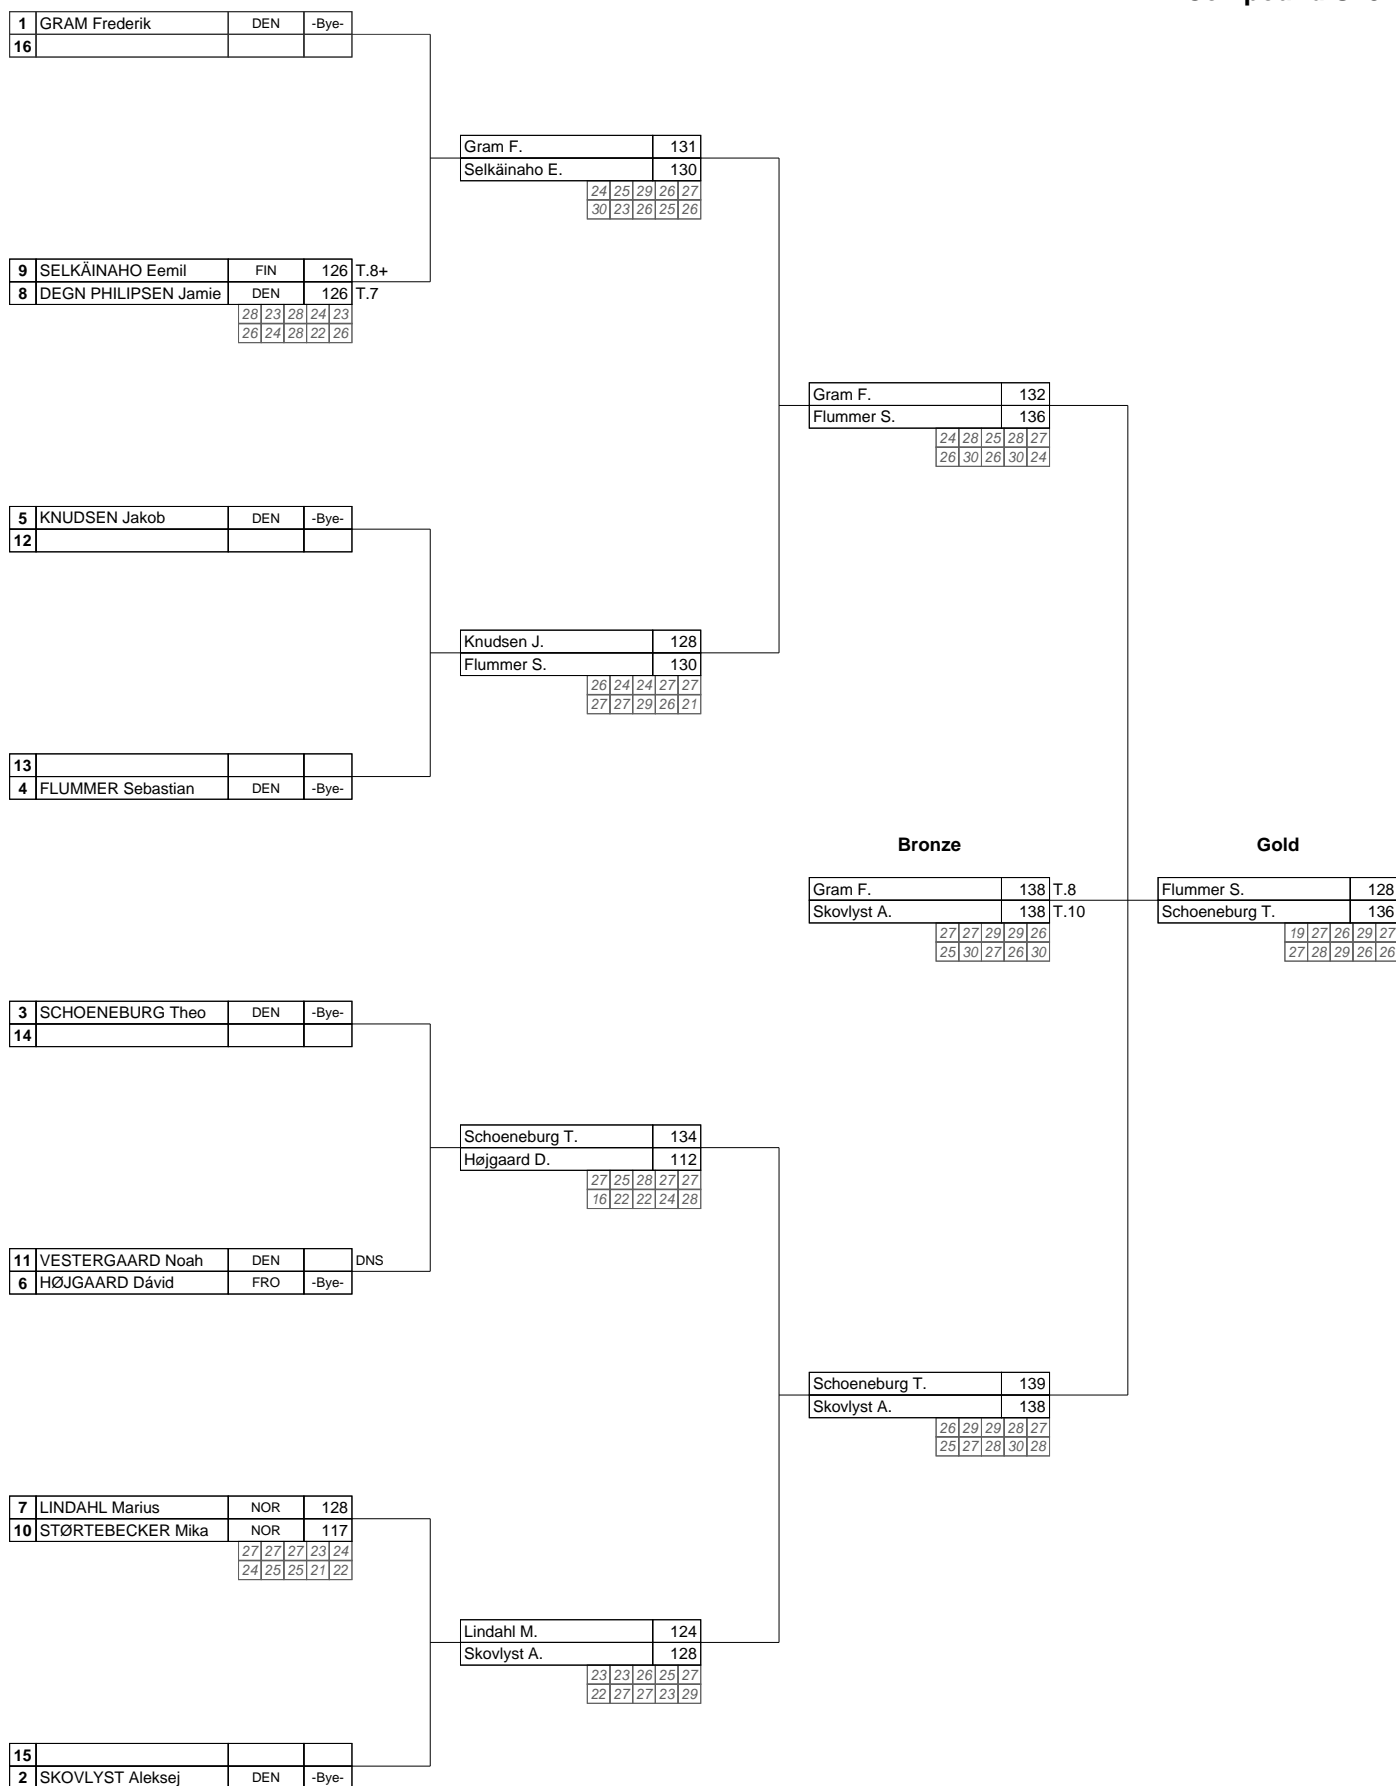 1 GRAM Frederik DEN -Bye-
16
Gram F. 131
Selkäinaho E. 130
24 25 29 26 27
30 23 26 25 26
9 SELKÄINAHO Eemil FIN 126 T.8+
8 DEGN PHILIPSEN Jamie DEN 126 T.7
28 23 28 24 23
26 24 28 22 26
Gram F. 132
Flummer S. 136
24 28 25 28 27
26 30 26 30 24
5 KNUDSEN Jakob DEN -Bye-
12
Knudsen J. 128
Flummer S. 130
26 24 24 27 27
27 27 29 26 21
13
4 FLUMMER Sebastian DEN -Bye-
Bronze Gold
Gram F. 138 T.8 Flummer S. 128
Skovlyst A. 138 T.10 Schoeneburg T. 136
27 27 29 29 26 19 27 26 29 27
25 30 27 26 30 27 28 29 26 26
3 SCHOENEBURG Theo DEN -Bye-
14
Schoeneburg T. 134
Højgaard D. 112
27 25 28 27 27
16 22 22 24 28
11 VESTERGAARD Noah DEN DNS
6 HØJGAARD Dávid FRO -Bye-
Schoeneburg T. 139
Skovlyst A. 138
26 29 29 28 27
25 27 28 30 28
7 LINDAHL Marius NOR 128
10 STØRTEBECKER Mika NOR 117
27 27 27 23 24
24 25 25 21 22
Lindahl M. 124
Skovlyst A. 128
23 23 26 25 27
22 27 27 23 29
15
2 SKOVLYST Aleksej DEN -Bye-